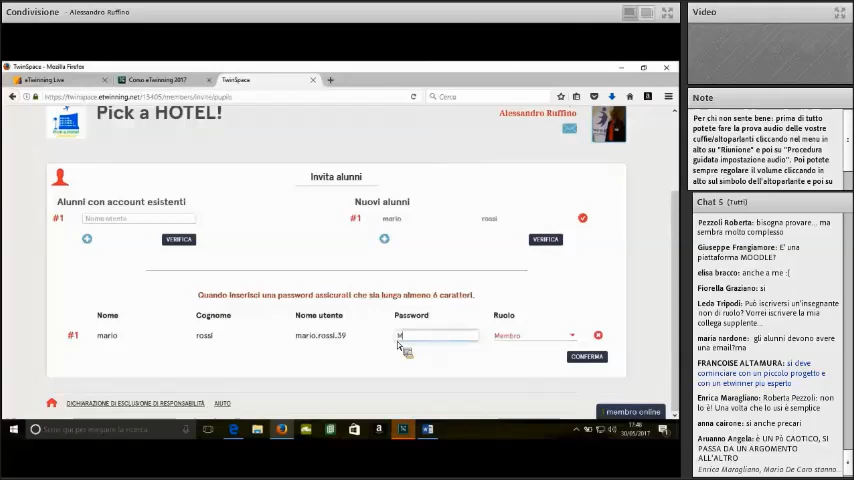 Condivisione - Alessandro Ruffino
TwinSpace - Mozilla Firefox
eTwinning Live
Corso eTwinning 2017
TwinSpace
https://twinspace.etwinning.net/15405/members/invite/pupils
Cerca
Pick a HOTEL!
Alessandro Ruffino
Invita alunni
Alunni con account esistenti
Nuovi alunni
#1 Nome utente
#1 mario rossi
VERIFICA
VERIFICA
Quando inserisci una password assicurati che sia lunga almeno 6 caratteri.
Nome Cognome Nome utente Password Ruolo
#1 mario rossi mario.rossi.39 M Membro
CONFERMA
DICHIARAZIONE DI ESCLUSIONE DI RESPONSABILITÀ AIUTO
1 membro online
17:46
30/05/2017
Video
Note
Per chi non sente bene: prima di tutto
potete fare la prova audio delle vostre
cuffie/altoparlanti cliccando nel menu in
alto su "Riunione" e poi su "Procedura
guidata impostazione audio". Poi potete
sempre regolare il volume cliccando in
alto sul simbolo dell'altoparlante e poi su
Chat 5 (Tutti)
Pezzoli Roberta: bisogna provare... ma
sembra molto complesso
Giuseppe Frangiamore: E' una
piattaforma MOODLE?
elisa bracco: anche a me :(
Fiorella Graziano: si
Leda Tripodi: Può iscriversi un'insegnante
non di ruolo? Vorrei iscrivere la mia
collega supplente...
maria nardone: gli alunni devono avere
una email?ma
FRANCOISE ALTAMURA: si deve
cominciare con un piccolo progetto e
con un etwinner piu esperto
Enrica Maragliano: Roberta Pezzoli: non
lo è! Una volta che lo usi è semplice
anna cairone: si anche precari
Aruanno Angela: è UN Pò CAOTICO, SI
PASSA DA UN ARGOMENTO
ALL'ALTRO
Enrica Maragliano, Mario De Caro stanno...